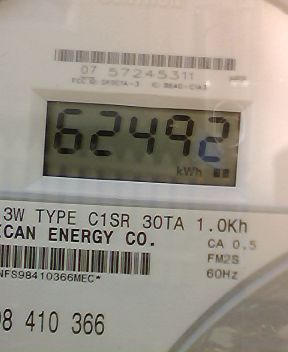 07 57245311
62492
kWh
3W TYPE C1SR 30TA 1.0Kh
ICAN ENERGY CO.
CA 0.5
FM2S
60Hz
NFS98410366MEC*
98 410 366